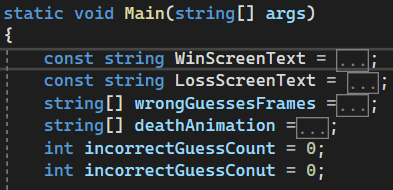 static void Main(string[] args)
{
const string WinScreenText = ...;
const string LossScreenText = ...;
string[] wrongGuessesFrames =...;
string[] deathAnimation =...;
int incorrectGuessCount = 0;
int incorrectGuessConut = 0;